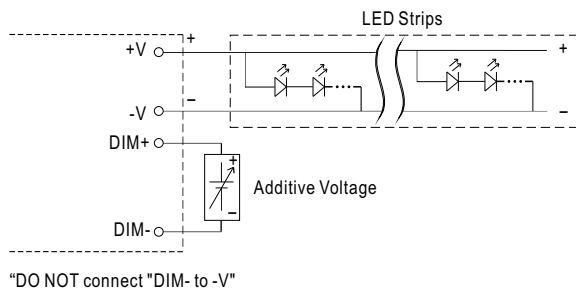 LED Strips
+V + +
-V − −
DIM+
+
Additive Voltage
−
DIM-
“DO NOT connect "DIM- to -V"